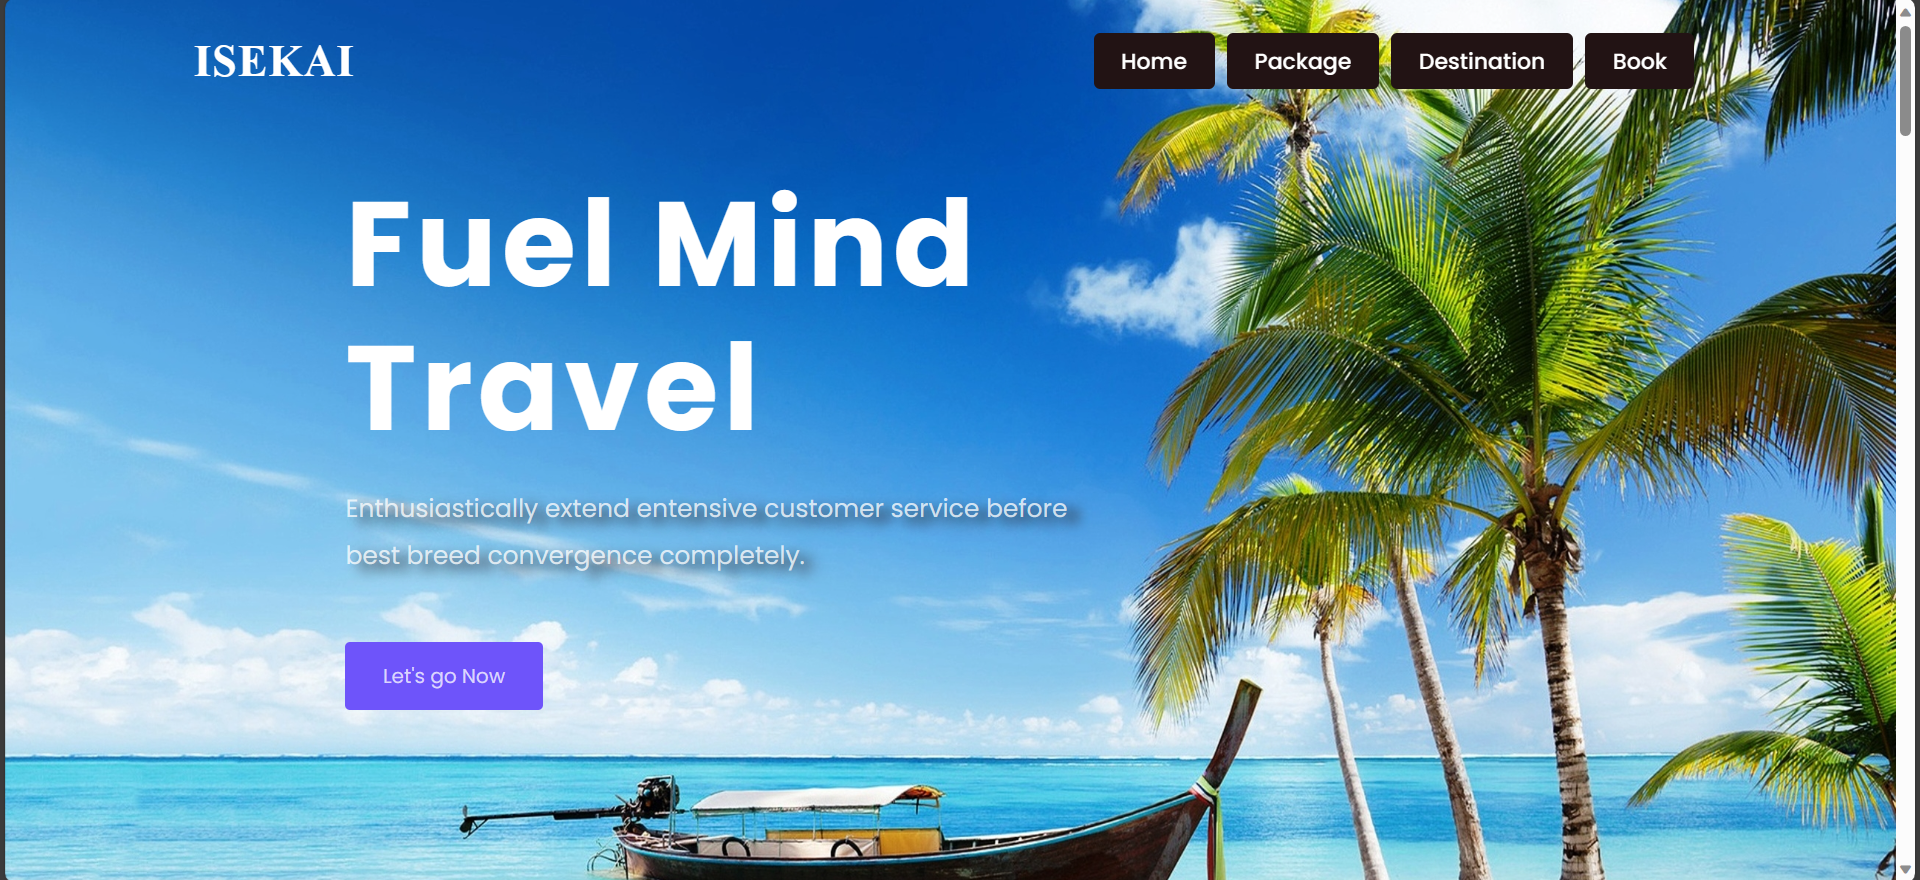 ISEKAI
Home Package Destination Book
Fuel Mind
Travel
Enthusiastically extend entensive customer service before
best breed convergence completely.
Let's go Now